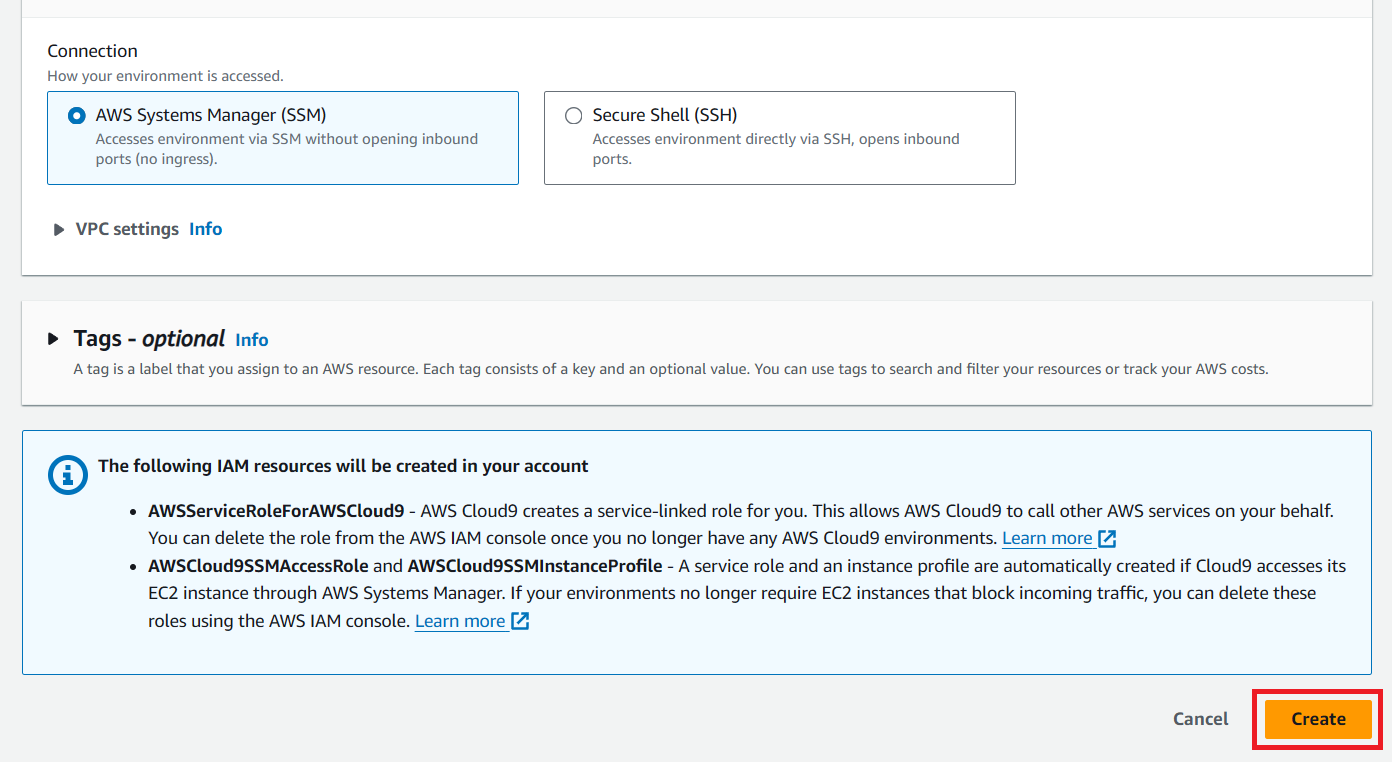 Connection
How your environment is accessed.
AWS Systems Manager (SSM)
Accesses environment via SSM without opening inbound
ports (no ingress).
Secure Shell (SSH)
Accesses environment directly via SSH, opens inbound
ports.
VPC settings Info
Tags - optional Info
A tag is a label that you assign to an AWS resource. Each tag consists of a key and an optional value. You can use tags to search and filter your resources or track your AWS costs.
The following IAM resources will be created in your account
• AWSServiceRoleForAWSCloud9 - AWS Cloud9 creates a service-linked role for you. This allows AWS Cloud9 to call other AWS services on your behalf.
You can delete the role from the AWS IAM console once you no longer have any AWS Cloud9 environments. Learn more
• AWSCloud9SSMAccessRole and AWSCloud9SSMInstanceProfile - A service role and an instance profile are automatically created if Cloud9 accesses its
EC2 instance through AWS Systems Manager. If your environments no longer require EC2 instances that block incoming traffic, you can delete these
roles using the AWS IAM console. Learn more
Cancel Create